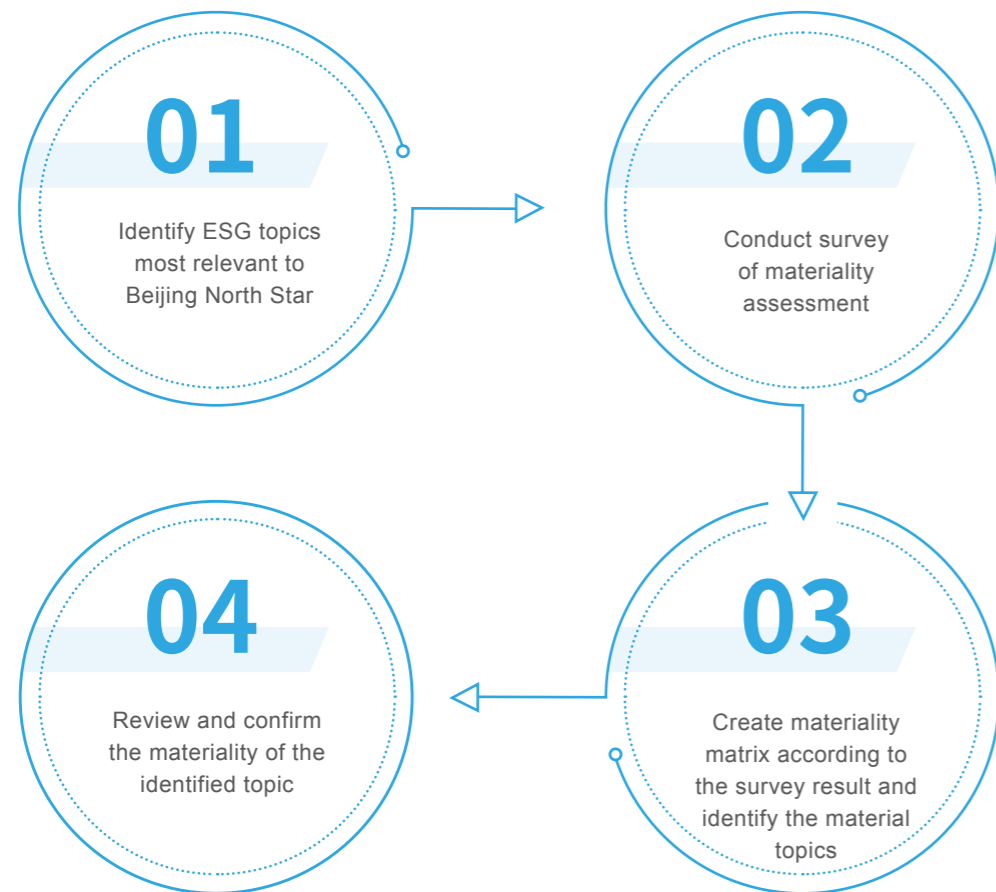 01
Identify ESG topics
most relevant to
Beijing North Star
02
Conduct survey
of materiality
assessment
03
Create materiality
matrix according to
the survey result and
identify the material
topics
04
Review and confirm
the materiality of the
identified topic